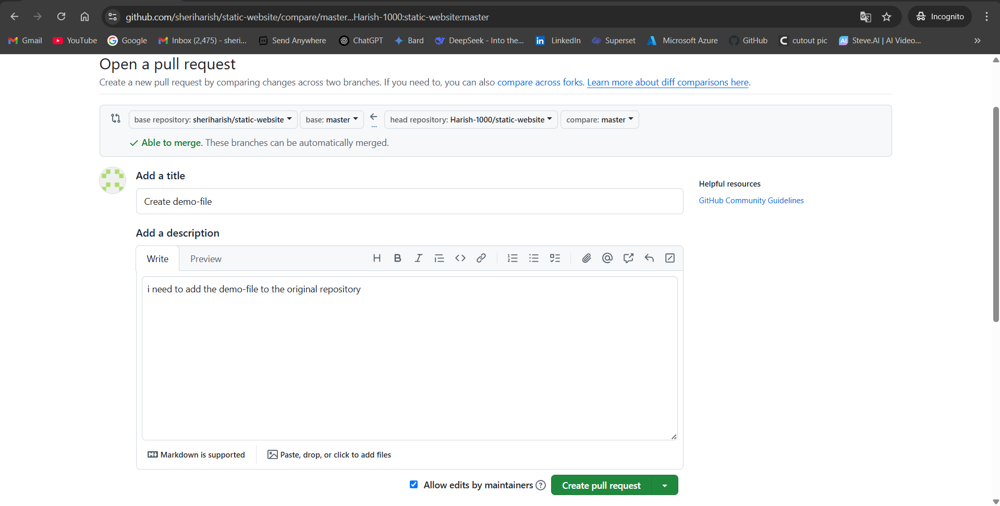 github.com/sheriharish/static-website/compare/master...Harish-1000:static-website:master
Incognito
Gmail YouTube Google Inbox (2,475) - sheri... Send Anywhere ChatGPT Bard DeepSeek - Into the... LinkedIn Superset Microsoft Azure GitHub cutout pic Steve.AI | AI Video...
Open a pull request
Create a new pull request by comparing changes across two branches. If you need to, you can also compare across forks. Learn more about diff comparisons here.
base repository: sheriharish/static-website base: master ... head repository: Harish-1000/static-website compare: master
Able to merge. These branches can be automatically merged.
Add a title
Helpful resources
Create demo-file
GitHub Community Guidelines
Add a description
Write Preview
i need to add the demo-file to the original repository
Markdown is supported Paste, drop, or click to add files
Allow edits by maintainers Create pull request